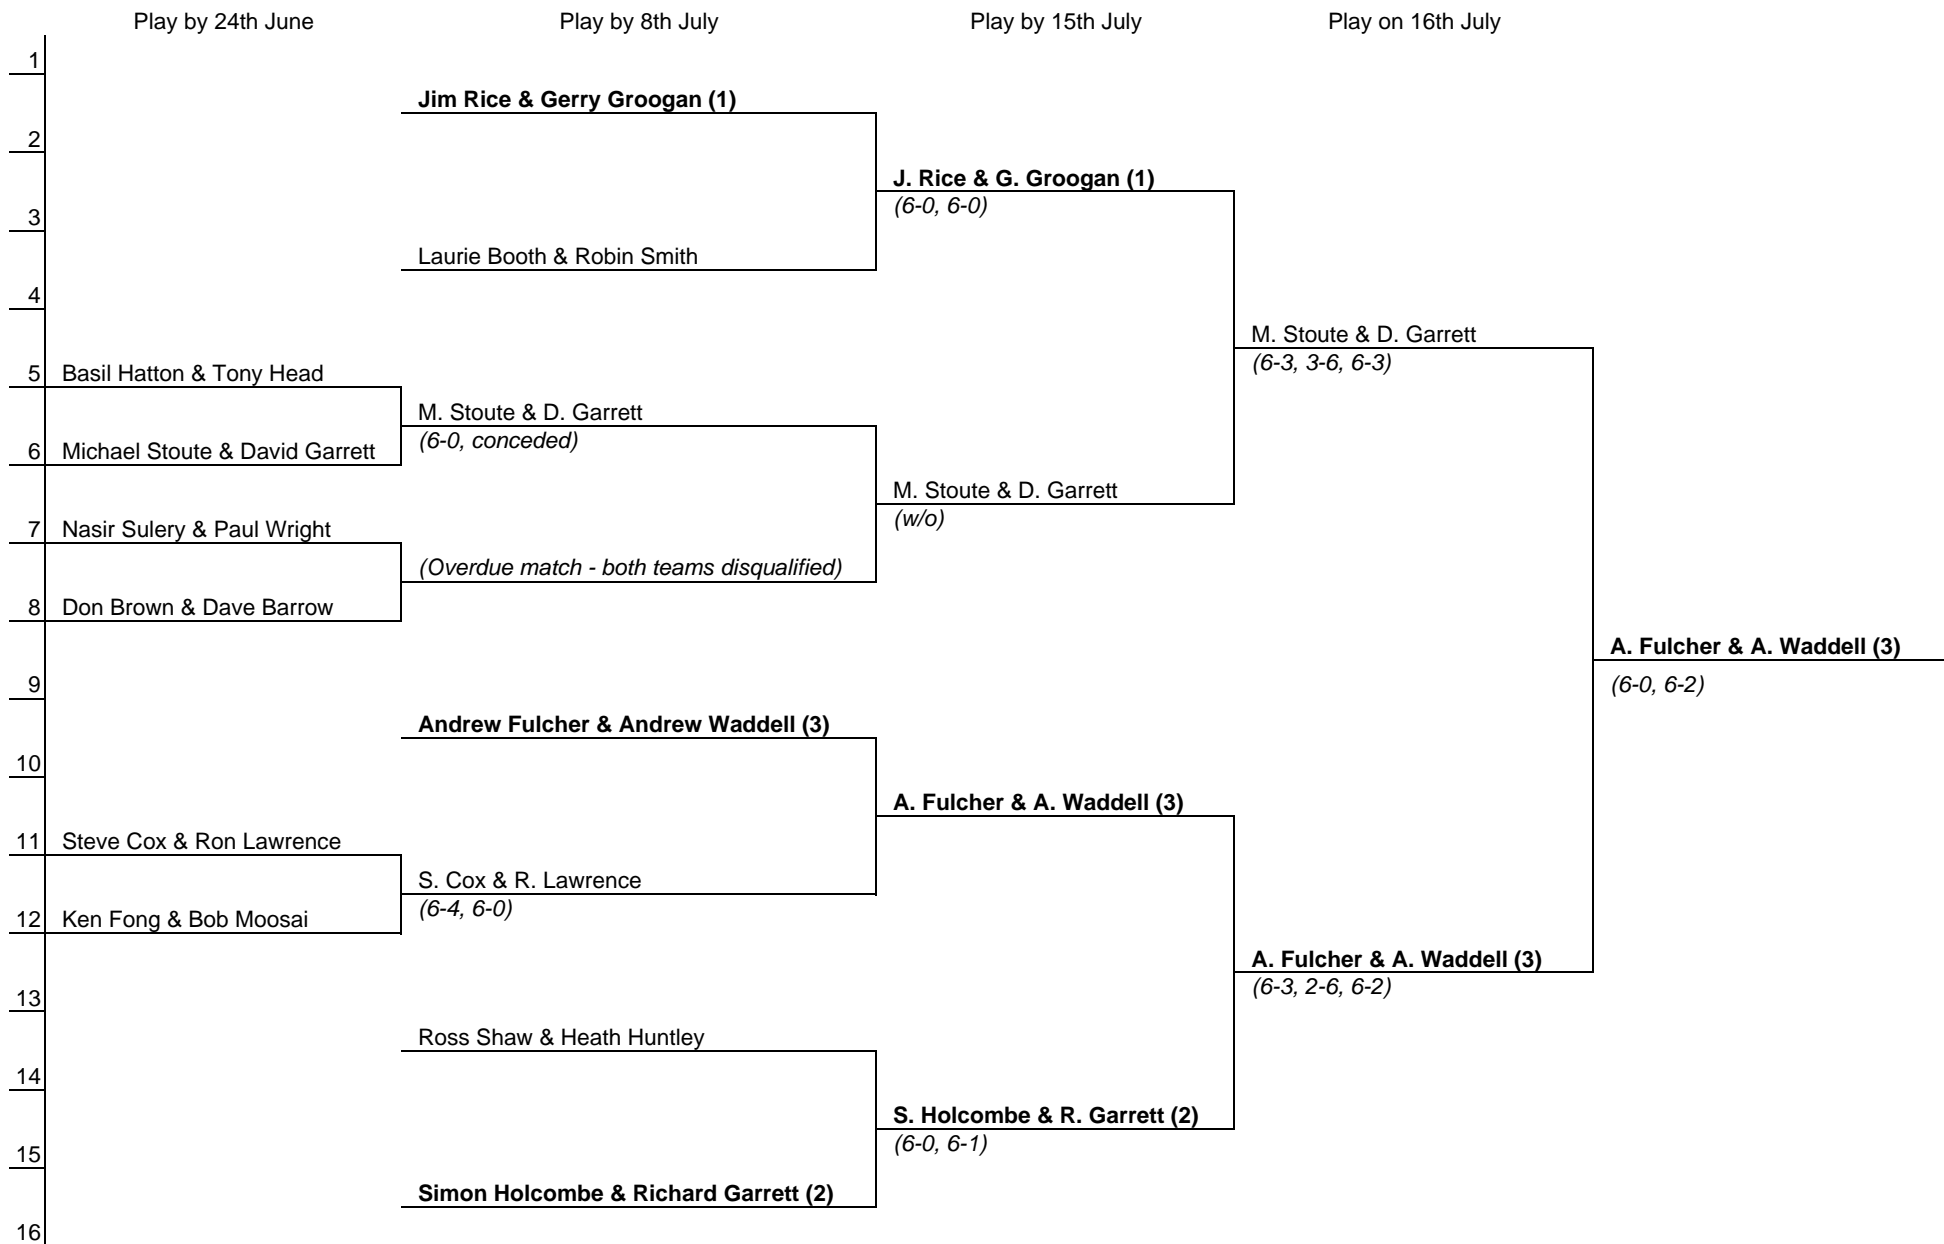 Play by 24th June
Play by 8th July
Play by 15th July
Play on 16th July
1
Jim Rice & Gerry Groogan (1)
2
J. Rice & G. Groogan (1)
(6-0, 6-0)
3
Laurie Booth & Robin Smith
4
M. Stoute & D. Garrett
(6-3, 3-6, 6-3)
5 Basil Hatton & Tony Head
M. Stoute & D. Garrett
(6-0, conceded)
6 Michael Stoute & David Garrett
M. Stoute & D. Garrett
(w/o)
7 Nasir Sulery & Paul Wright
(Overdue match - both teams disqualified)
8 Don Brown & Dave Barrow
A. Fulcher & A. Waddell (3)
(6-0, 6-2)
9
Andrew Fulcher & Andrew Waddell (3)
10
A. Fulcher & A. Waddell (3)
11 Steve Cox & Ron Lawrence
S. Cox & R. Lawrence
(6-4, 6-0)
12 Ken Fong & Bob Moosai
A. Fulcher & A. Waddell (3)
(6-3, 2-6, 6-2)
13
Ross Shaw & Heath Huntley
14
S. Holcombe & R. Garrett (2)
(6-0, 6-1)
15
Simon Holcombe & Richard Garrett (2)
16